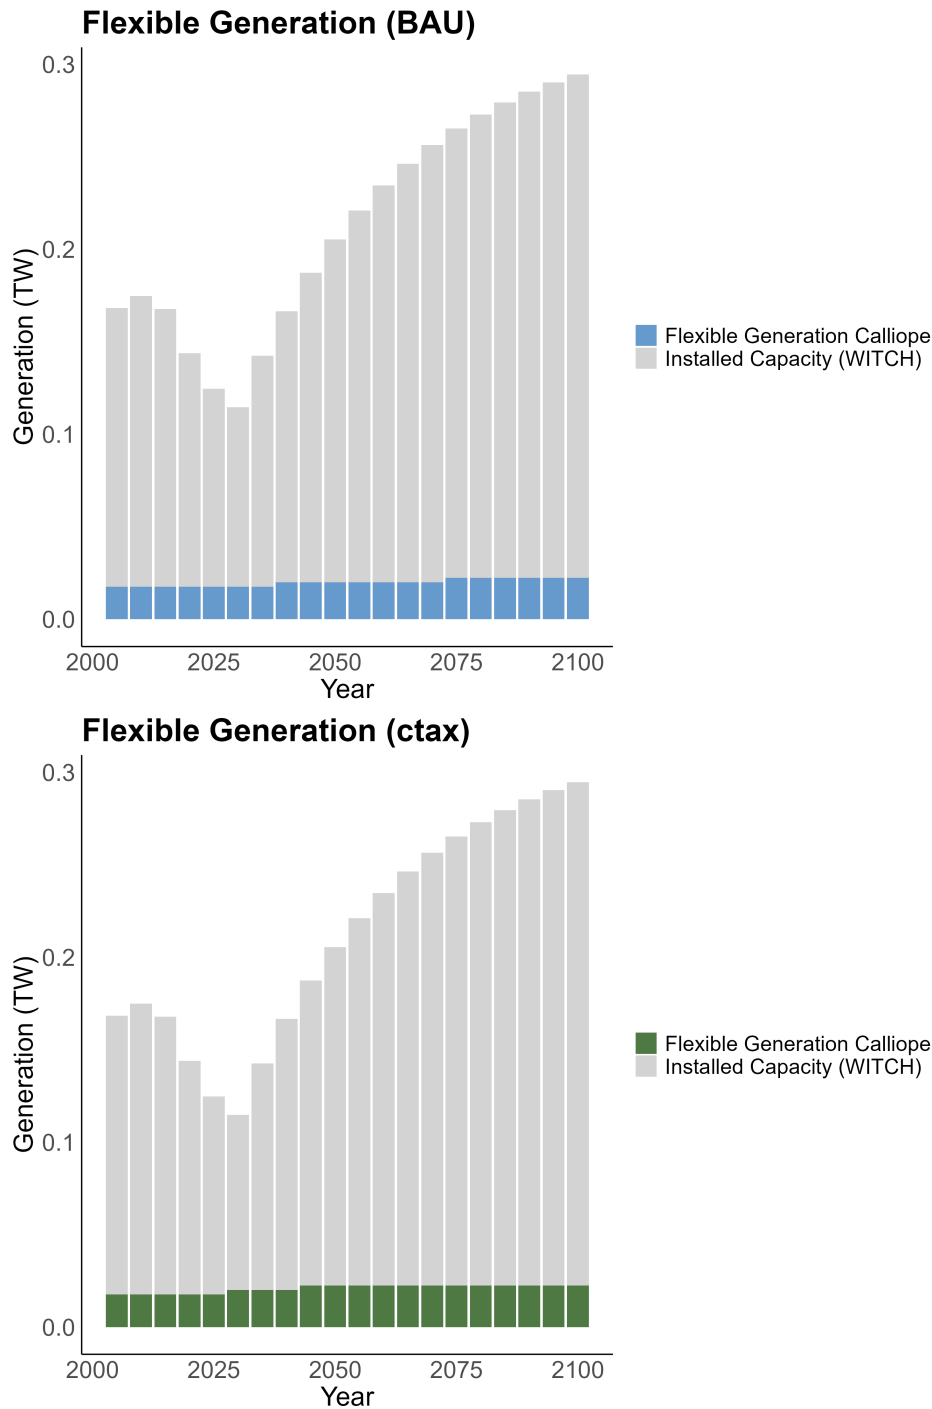 Flexible Generation (BAU)
0.3
0.2
0.1
0.0
Generation (TW)
2000 2025 2050 2075 2100
Year
Flexible Generation Calliope
Installed Capacity (WITCH)
Flexible Generation (ctax)
0.3
0.2
0.1
0.0
Generation (TW)
2000 2025 2050 2075 2100
Year
Flexible Generation Calliope
Installed Capacity (WITCH)